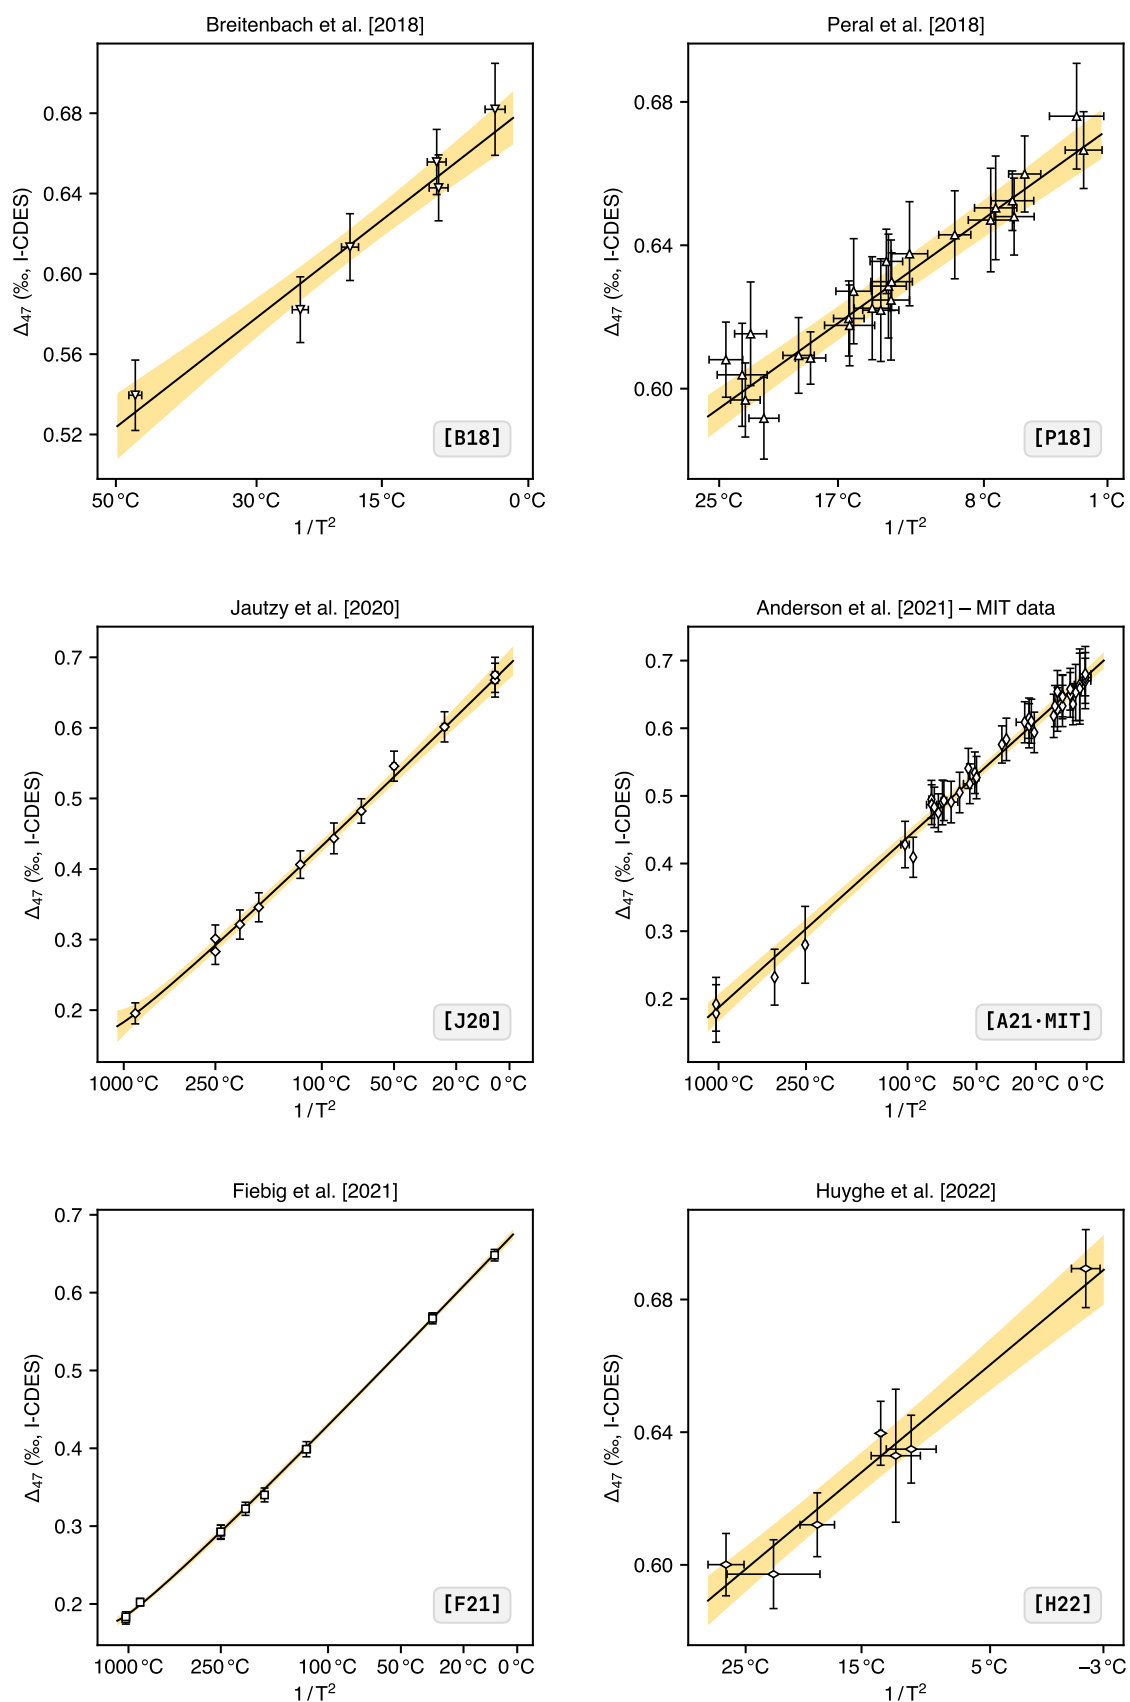 Breitenbach et al. [2018]
Δ47 (‰, I-CDES)
0.68
0.64
0.60
0.56
0.52
[B18]
50 °C 30 °C 15 °C 0 °C
1 / T²
Peral et al. [2018]
Δ47 (‰, I-CDES)
0.68
0.64
0.60
[P18]
25 °C 17 °C 8 °C 1 °C
1 / T²
Jautzy et al. [2020]
Δ47 (‰, I-CDES)
0.7
0.6
0.5
0.4
0.3
0.2
[J20]
1000 °C 250 °C 100 °C 50 °C 20 °C 0 °C
1 / T²
Anderson et al. [2021] – MIT data
Δ47 (‰, I-CDES)
0.7
0.6
0.5
0.4
0.3
0.2
[A21·MIT]
1000 °C 250 °C 100 °C 50 °C 20 °C 0 °C
1 / T²
Fiebig et al. [2021]
Δ47 (‰, I-CDES)
0.7
0.6
0.5
0.4
0.3
0.2
[F21]
1000 °C 250 °C 100 °C 50 °C 20 °C 0 °C
1 / T²
Huyghe et al. [2022]
Δ47 (‰, I-CDES)
0.68
0.64
0.60
[H22]
25 °C 15 °C 5 °C −3 °C
1 / T²